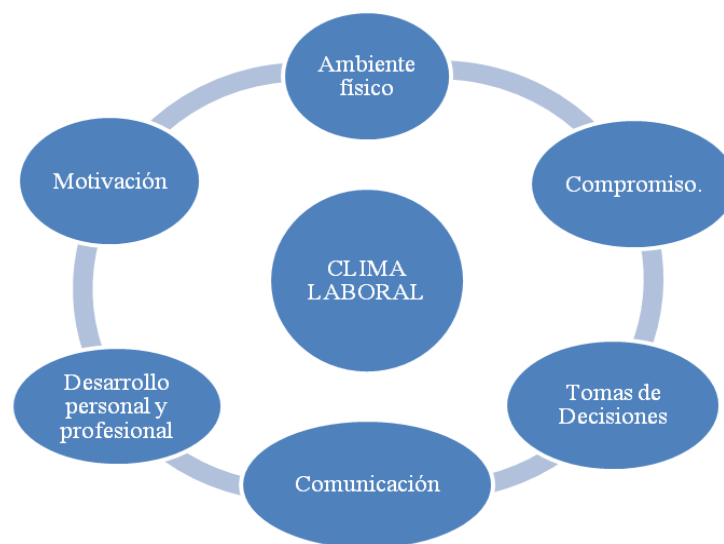 Ambiente
físico
Compromiso.
Tomas de
Decisiones
Comunicación
Desarrollo
personal y
profesional
Motivación
CLIMA
LABORAL